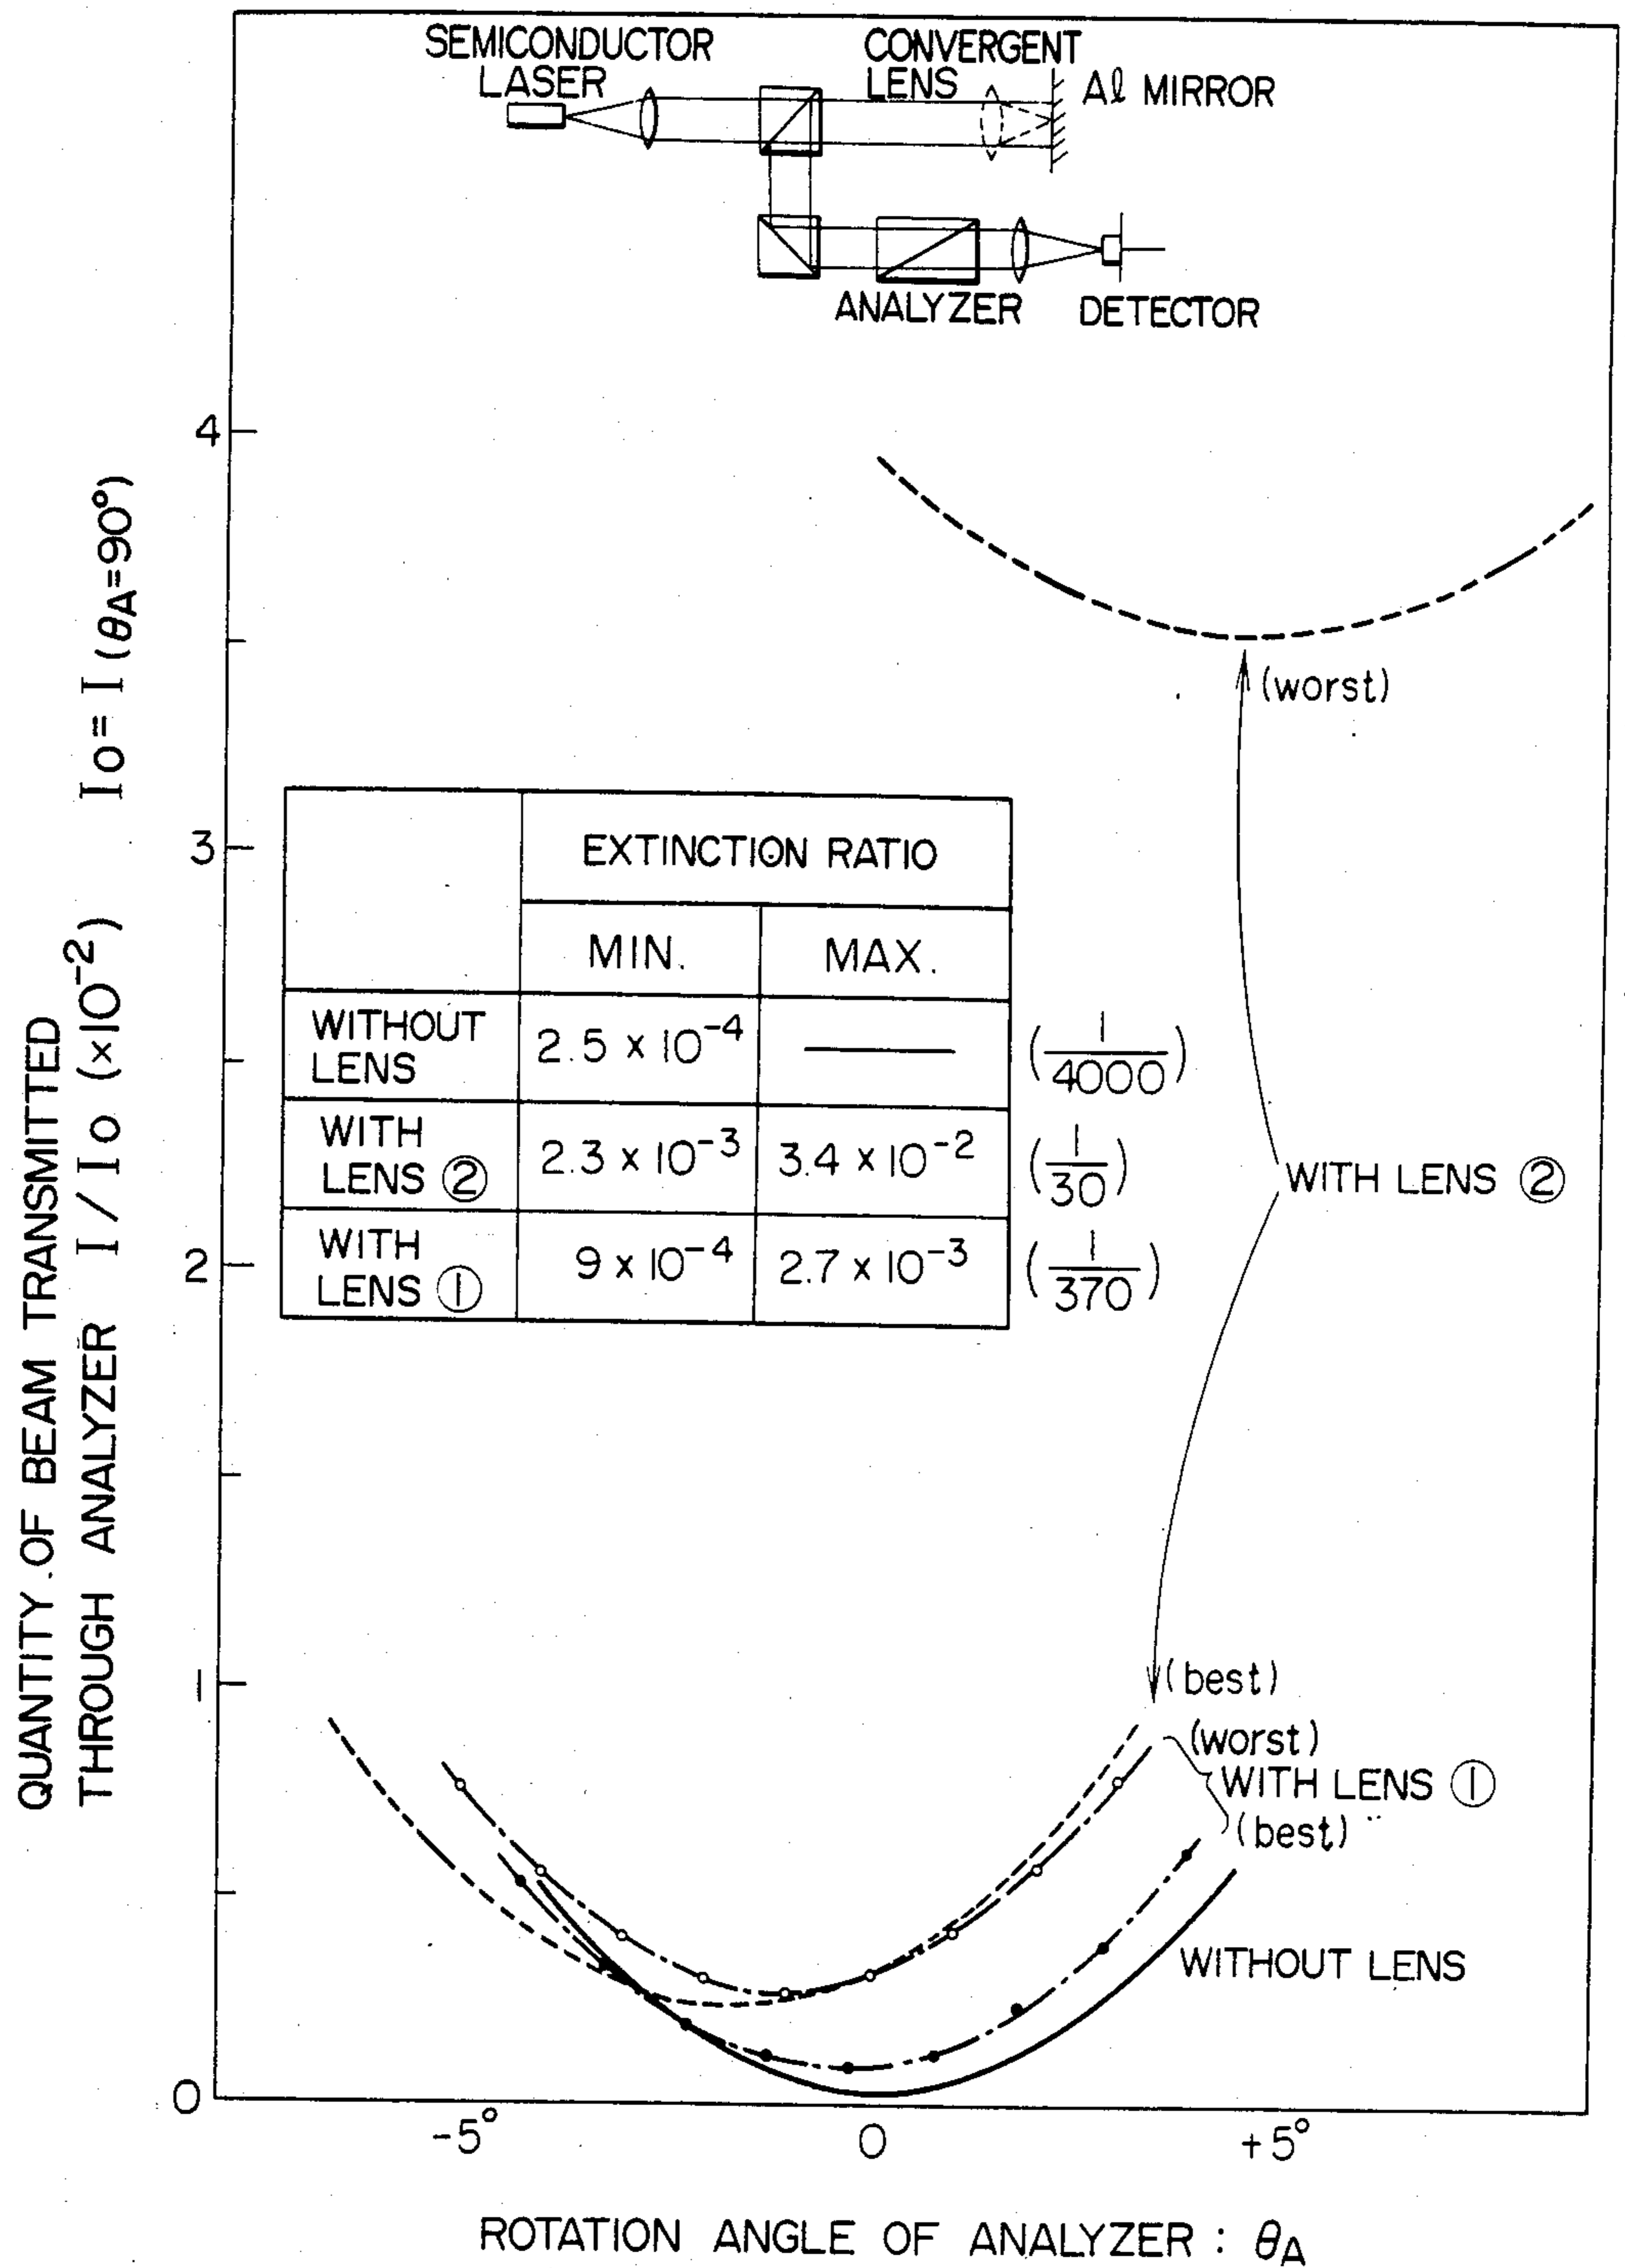 SEMICONDUCTOR
LASER
CONVERGENT
LENS
Aℓ MIRROR
ANALYZER
DETECTOR
QUANTITY OF BEAM TRANSMITTED
THROUGH ANALYZER I/Io (×10⁻²) Io=I(θA=90°)
4
3
2
1
0
(worst)
EXTINCTION RATIO
MIN. MAX.
WITHOUT
LENS
2.5 × 10⁻⁴ —— (1/4000)
WITH
LENS ②
2.3 × 10⁻³ 3.4 × 10⁻² (1/30)
WITH
LENS ①
9 × 10⁻⁴ 2.7 × 10⁻³ (1/370)
WITH LENS ②
(best)
(worst)
WITH LENS ①
(best)
WITHOUT LENS
-5° 0 +5°
ROTATION ANGLE OF ANALYZER : θA